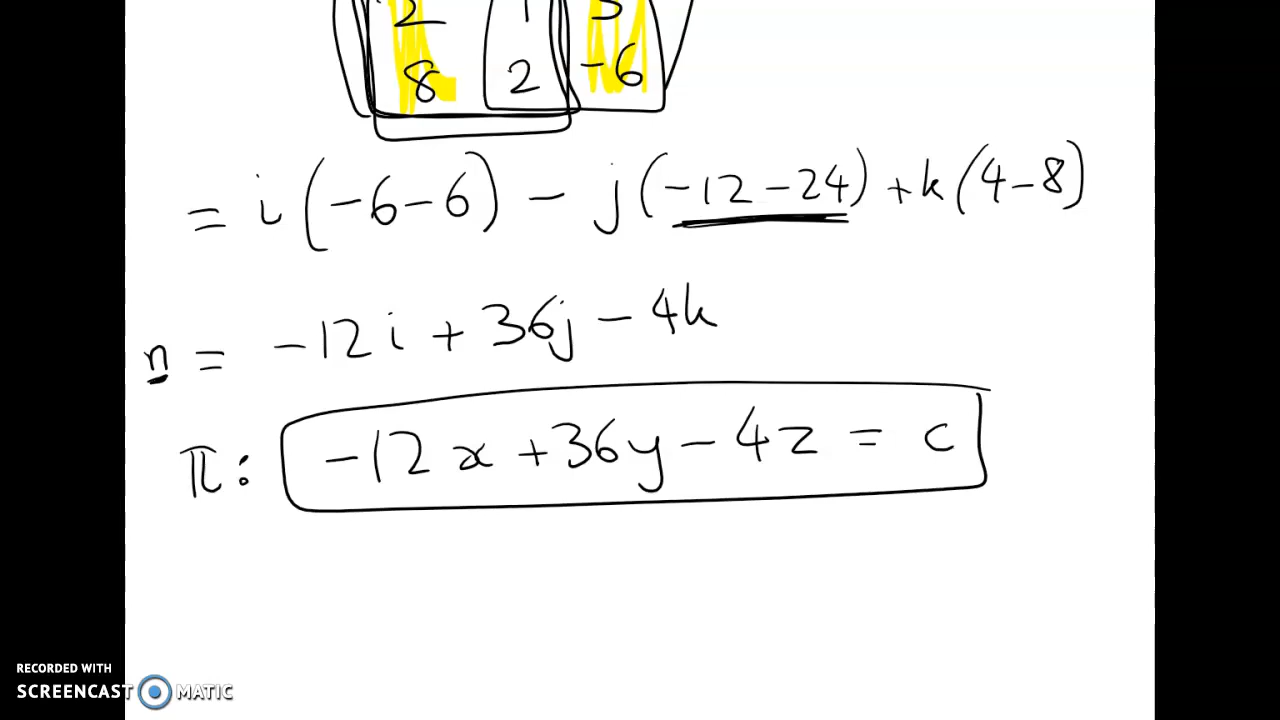 2 1 3
8 2 -6
= i(-6-6) - j(-12-24) + k(4-8)
n = -12i + 36j - 4k
π: -12x + 36y - 4z = c
RECORDED WITH
SCREENCAST MATIC